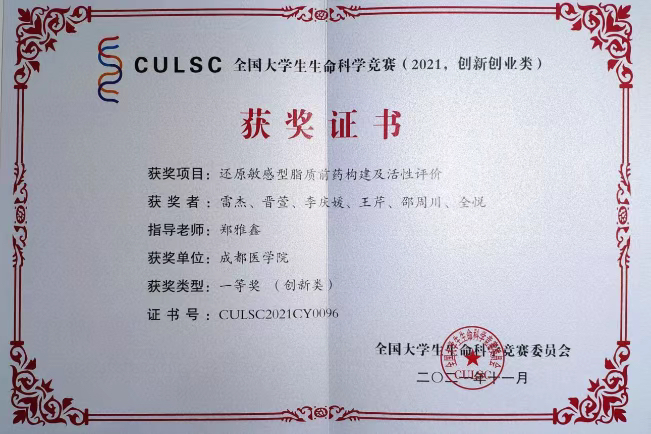 CULSC 全国大学生生命科学竞赛（2021，创新创业类）
获奖证书
获奖项目：还原敏感型脂质前药构建及活性评价
获奖者：雷杰、晋萱、李庆媛、王芹、邵周川、全悦
指导老师：郑雅鑫
获奖单位：成都医学院
获奖类型：一等奖（创新类）
证书号：CULSC2021CY0096
全国大学生生命科学竞赛委员会
二〇二一年十一月
CULSC